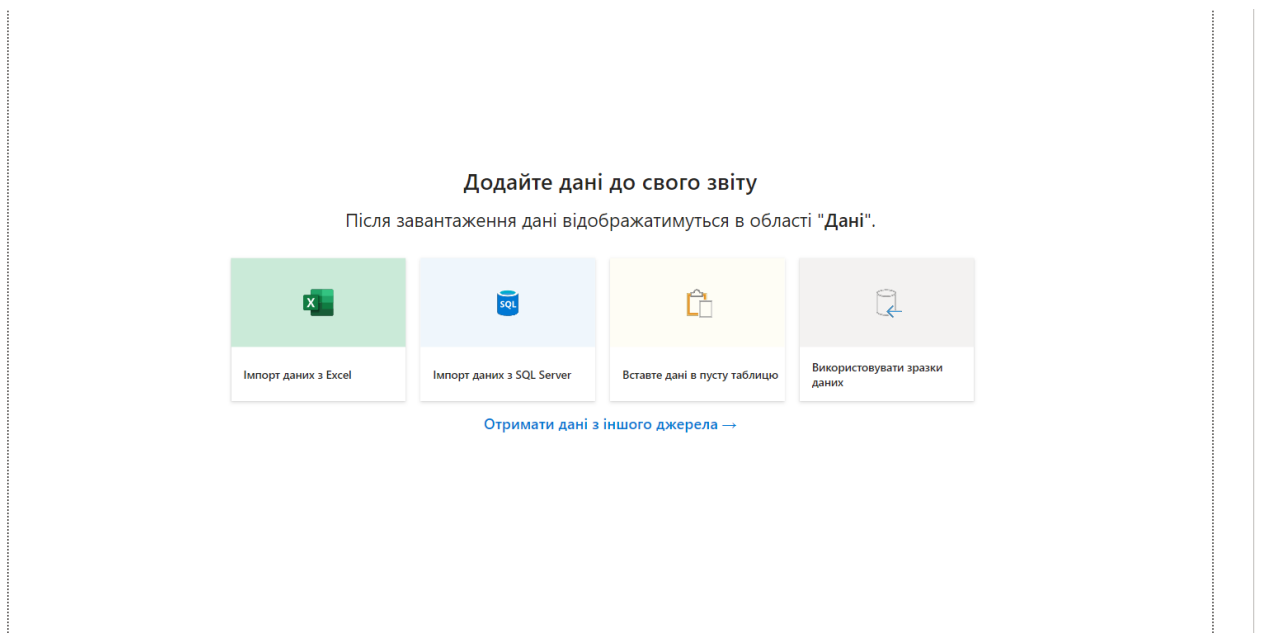 Додайте дані до свого звіту
Після завантаження дані відображатимуться в області "Дані".
SQL
Імпорт даних з Excel
Імпорт даних з SQL Server
Вставте дані в пусту таблицю
Використовувати зразки
даних
Отримати дані з іншого джерела →